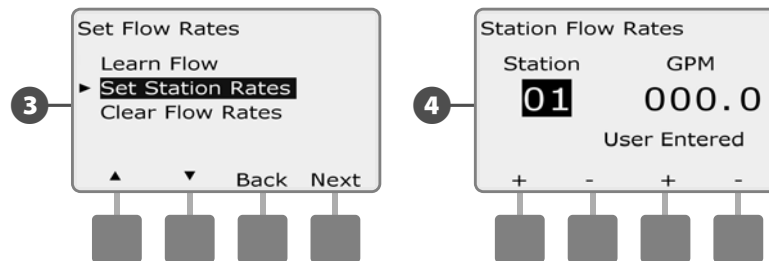 3
Set Flow Rates
Learn Flow
► Set Station Rates
Clear Flow Rates
▲ ▼ Back Next
4
Station Flow Rates
Station GPM
01 000.0
User Entered
+ - + -